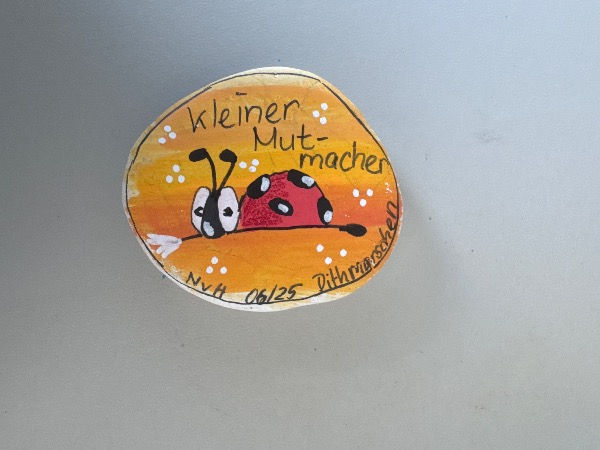 kleiner
Mut-
macher
NvH 06/25 Dithmarschen